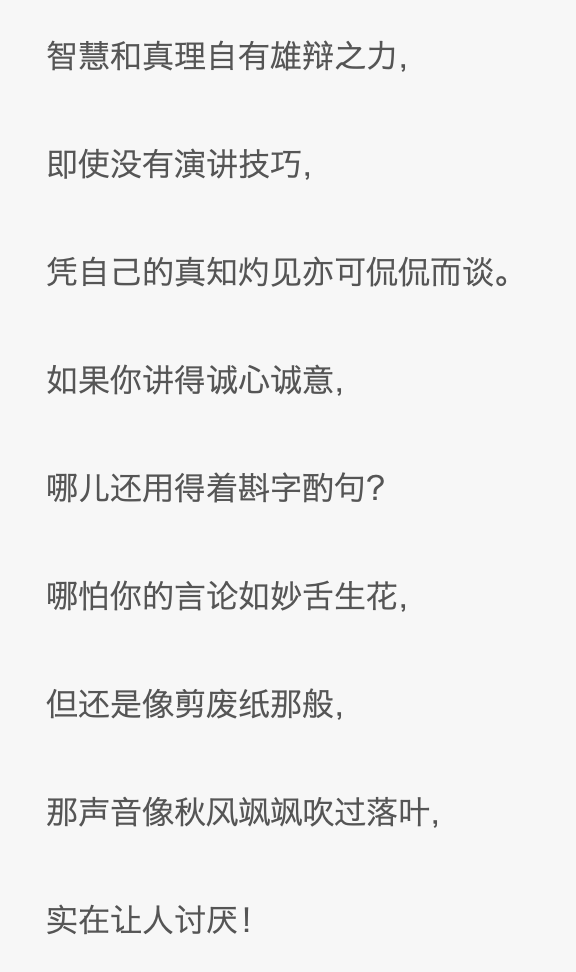 智慧和真理自有雄辩之力,
即使没有演讲技巧,
凭自己的真知灼见亦可侃侃而谈。
如果你讲得诚心诚意,
哪儿还用得着斟字酌句?
哪怕你的言论如妙舌生花,
但还是像剪废纸那般,
那声音像秋风飒飒吹过落叶,
实在让人讨厌!